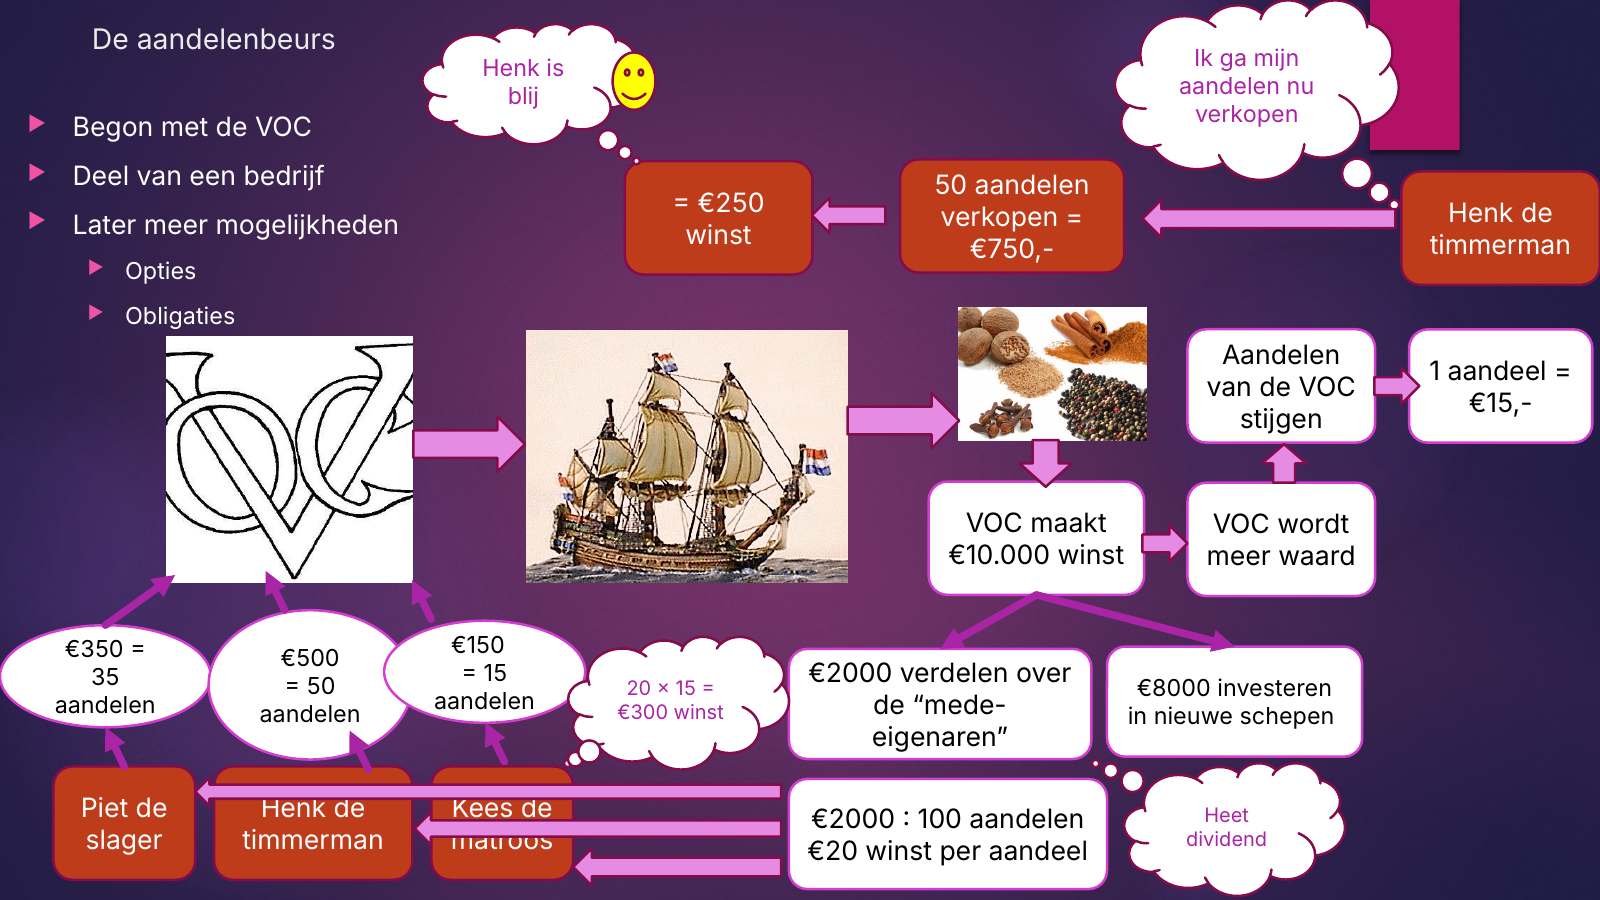 De aandelenbeurs
Begon met de VOC
Deel van een bedrijf
Later meer mogelijkheden
Opties
Obligaties
Henk is
blij
Ik ga mijn
aandelen nu
verkopen
= €250
winst
50 aandelen
verkopen =
€750,-
Henk de
timmerman
VOC
Aandelen
van de VOC
stijgen
1 aandeel =
€15,-
VOC maakt
€10.000 winst
VOC wordt
meer waard
€350 =
35
aandelen
€500
= 50
aandelen
€150
= 15
aandelen
20 × 15 =
€300 winst
€2000 verdelen over
de “mede-
eigenaren”
€8000 investeren
in nieuwe schepen
Piet de
slager
Henk de
timmerman
Kees de
matroos
€2000 : 100 aandelen
€20 winst per aandeel
Heet
dividend